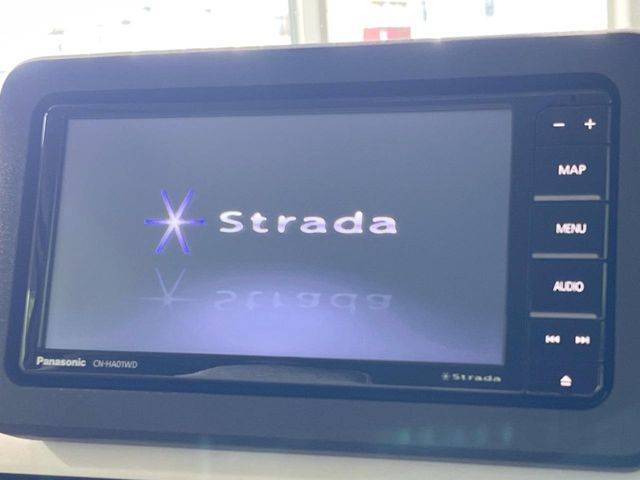 − +
MAP
MENU
AUDIO
Strada
Panasonic CN-HA01WD
Strada